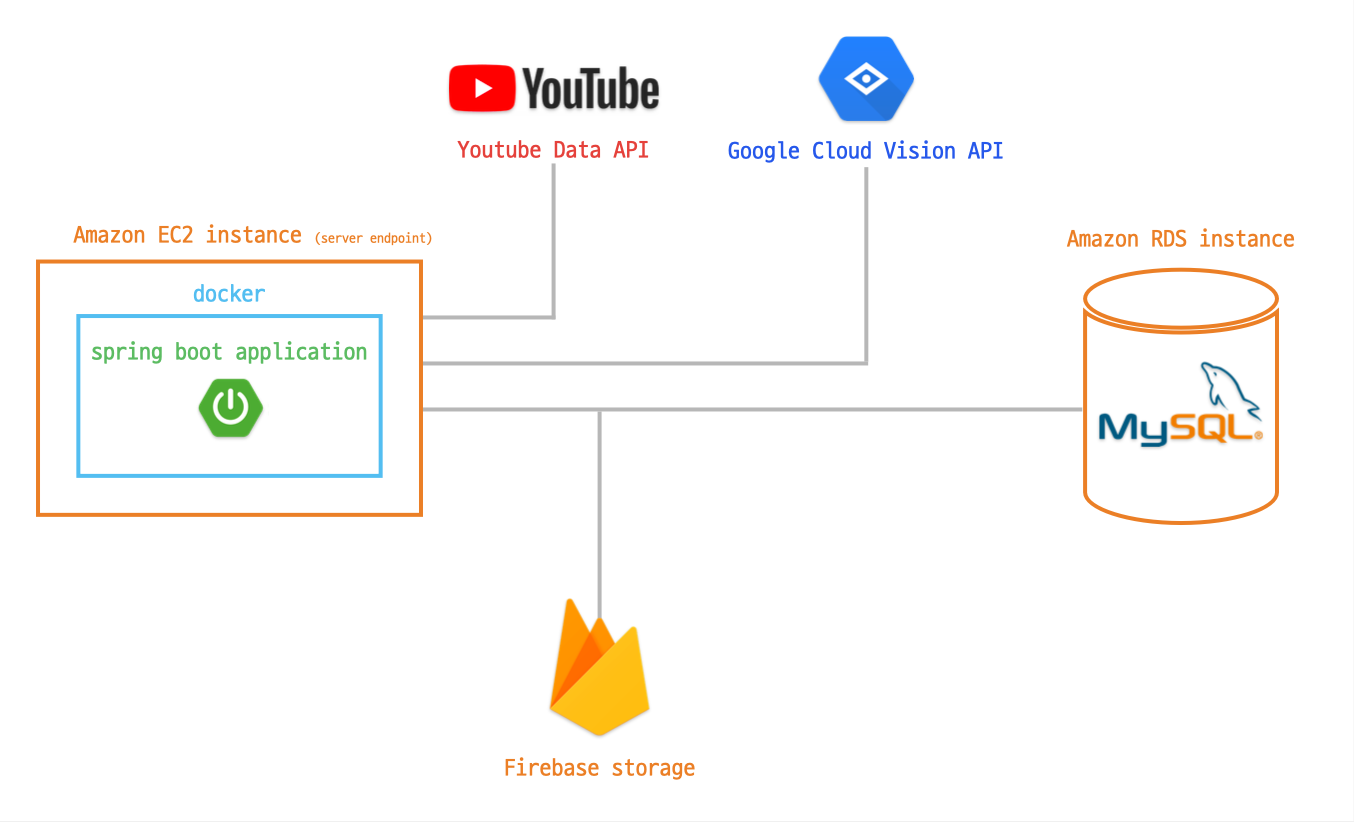 YouTube
Youtube Data API
Google Cloud Vision API
Amazon EC2 instance (server endpoint)
Amazon RDS instance
docker
spring boot application
MySQL®
Firebase storage